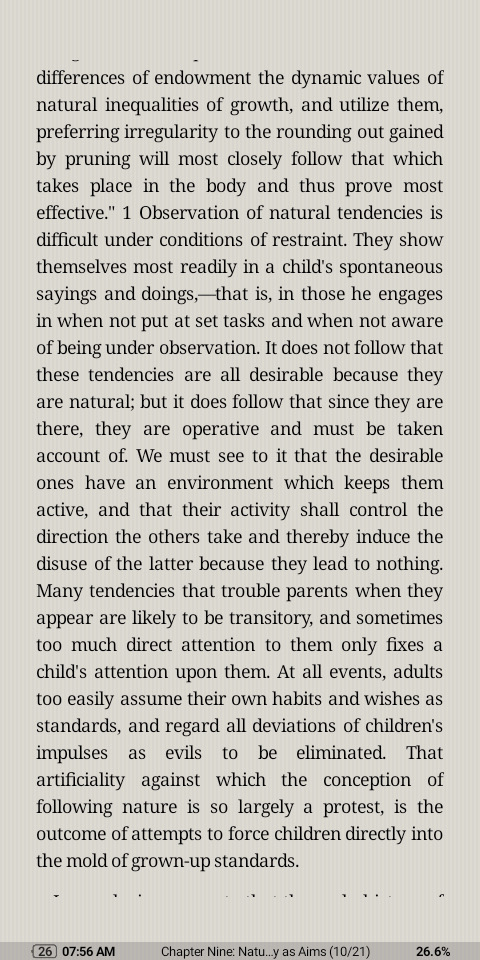 differences of endowment the dynamic values of
natural inequalities of growth, and utilize them,
preferring irregularity to the rounding out gained
by pruning will most closely follow that which
takes place in the body and thus prove most
effective." 1 Observation of natural tendencies is
difficult under conditions of restraint. They show
themselves most readily in a child's spontaneous
sayings and doings,—that is, in those he engages
in when not put at set tasks and when not aware
of being under observation. It does not follow that
these tendencies are all desirable because they
are natural; but it does follow that since they are
there, they are operative and must be taken
account of. We must see to it that the desirable
ones have an environment which keeps them
active, and that their activity shall control the
direction the others take and thereby induce the
disuse of the latter because they lead to nothing.
Many tendencies that trouble parents when they
appear are likely to be transitory, and sometimes
too much direct attention to them only fixes a
child's attention upon them. At all events, adults
too easily assume their own habits and wishes as
standards, and regard all deviations of children's
impulses as evils to be eliminated. That
artificiality against which the conception of
following nature is so largely a protest, is the
outcome of attempts to force children directly into
the mold of grown-up standards.
26 07:56 AM Chapter Nine: Natu...y as Aims (10/21) 26.6%